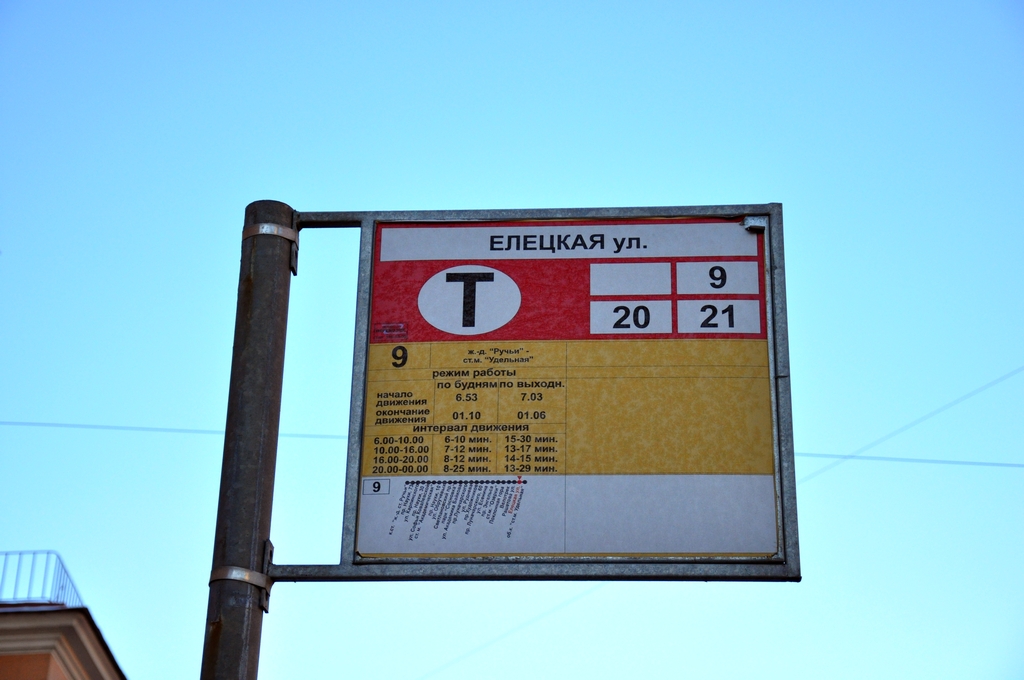 ЕЛЕЦКАЯ ул.
Т
9
20 21
9
ж.-д. "Ручьи" -
ст.м. "Удельная"
режим работы
по будням по выходн.
начало движения 6.53 7.03
окончание движения 01.10 01.06
интервал движения
6.00-10.00 6-10 мин. 15-30 мин.
10.00-16.00 7-12 мин. 13-17 мин.
16.00-20.00 8-12 мин. 14-15 мин.
20.00-00.00 8-25 мин. 13-29 мин.
9